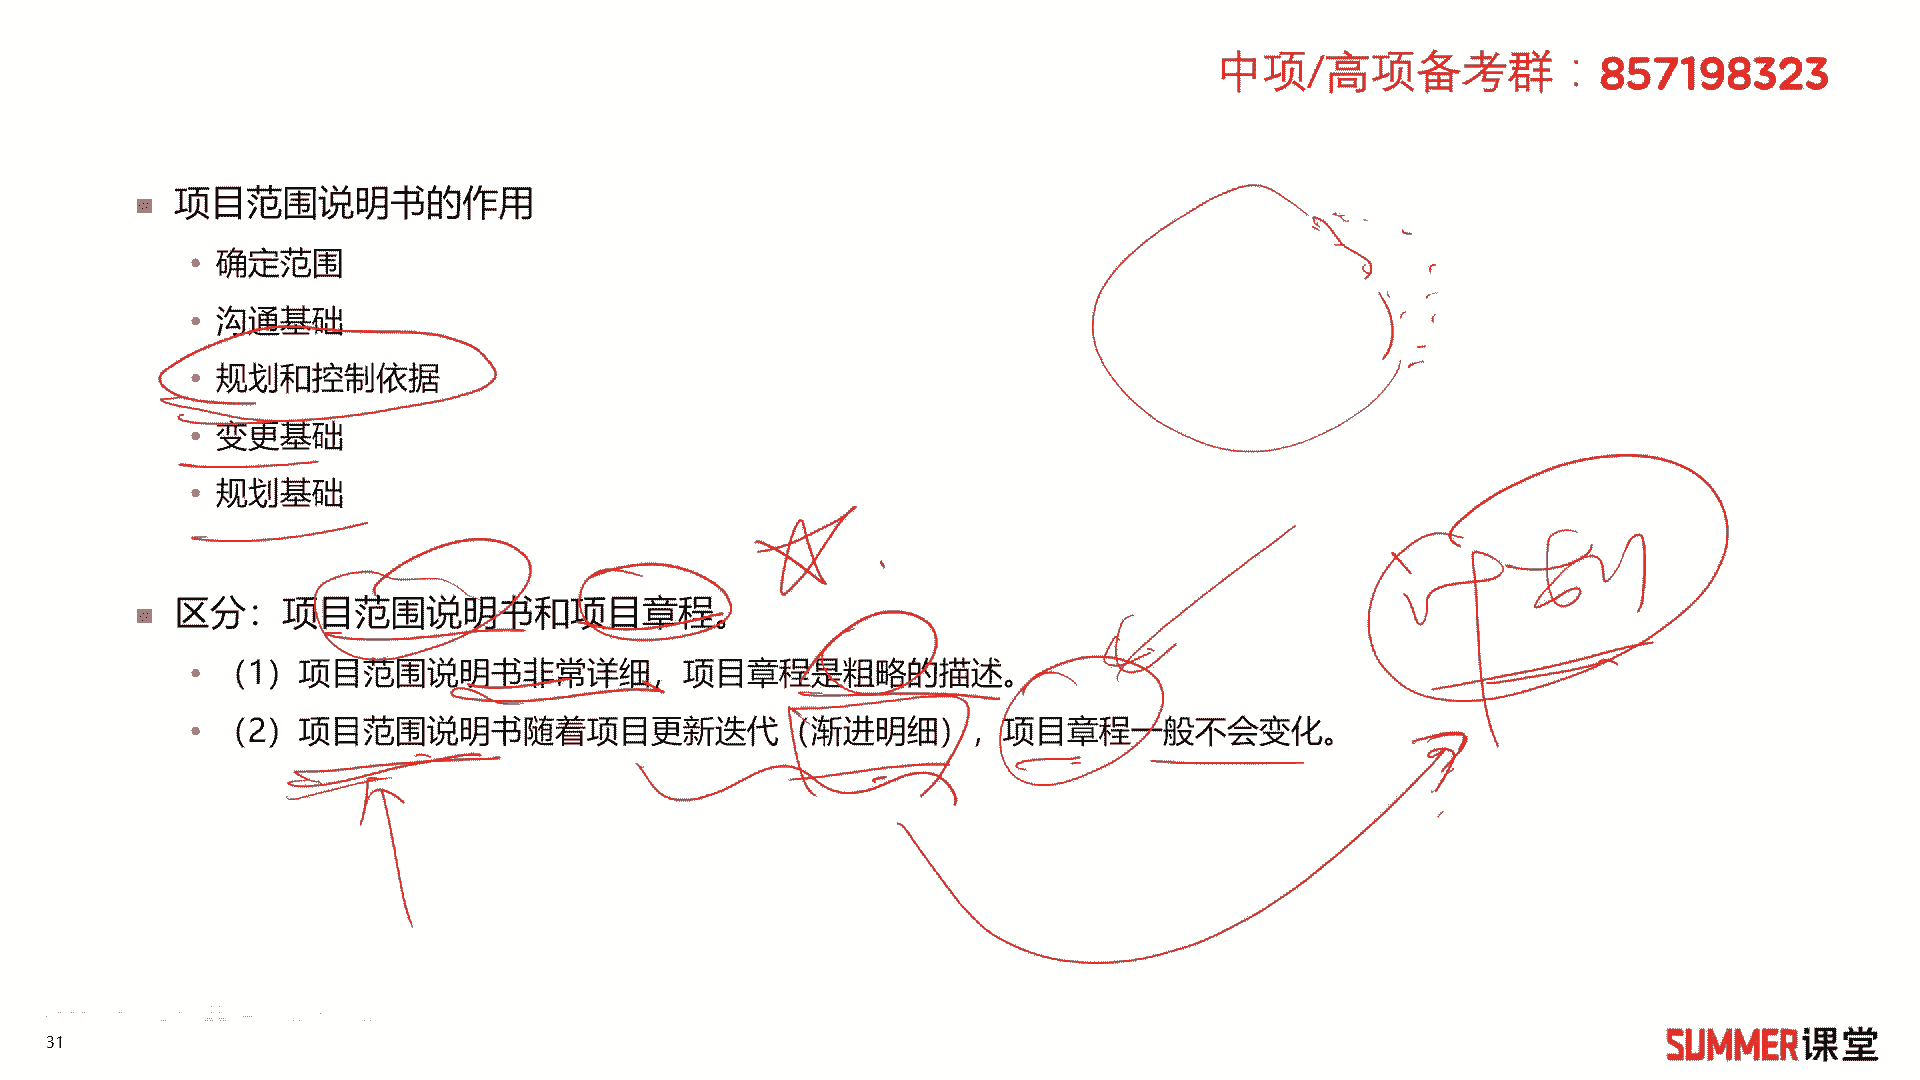 中项/高项备考群：857198323
项目范围说明书的作用
确定范围
沟通基础
规划和控制依据
变更基础
规划基础
区分：项目范围说明书和项目章程。
（1）项目范围说明书非常详细，项目章程是粗略的描述。
（2）项目范围说明书随着项目更新迭代（渐进明细），项目章程一般不会变化。
31
SUMMER课堂